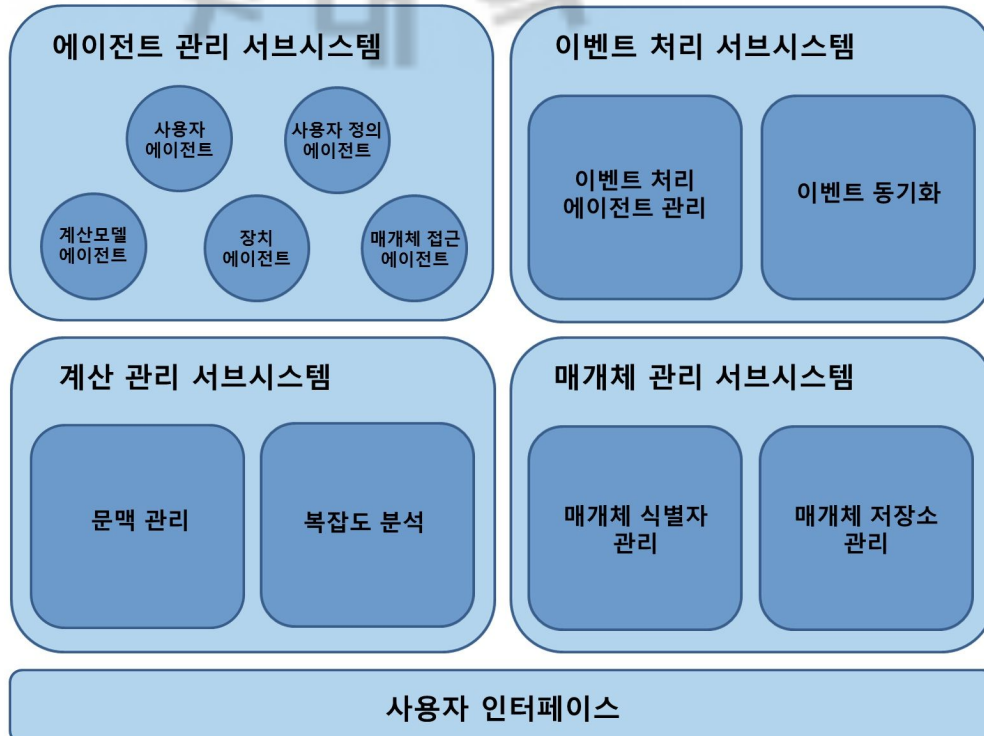 에이전트 관리 서브시스템
사용자
에이전트
사용자 정의
에이전트
계산모델
에이전트
장치
에이전트
매개체 접근
에이전트
이벤트 처리 서브시스템
이벤트 처리
에이전트 관리
이벤트 동기화
계산 관리 서브시스템
문맥 관리
복잡도 분석
매개체 관리 서브시스템
매개체 식별자
관리
매개체 저장소
관리
사용자 인터페이스